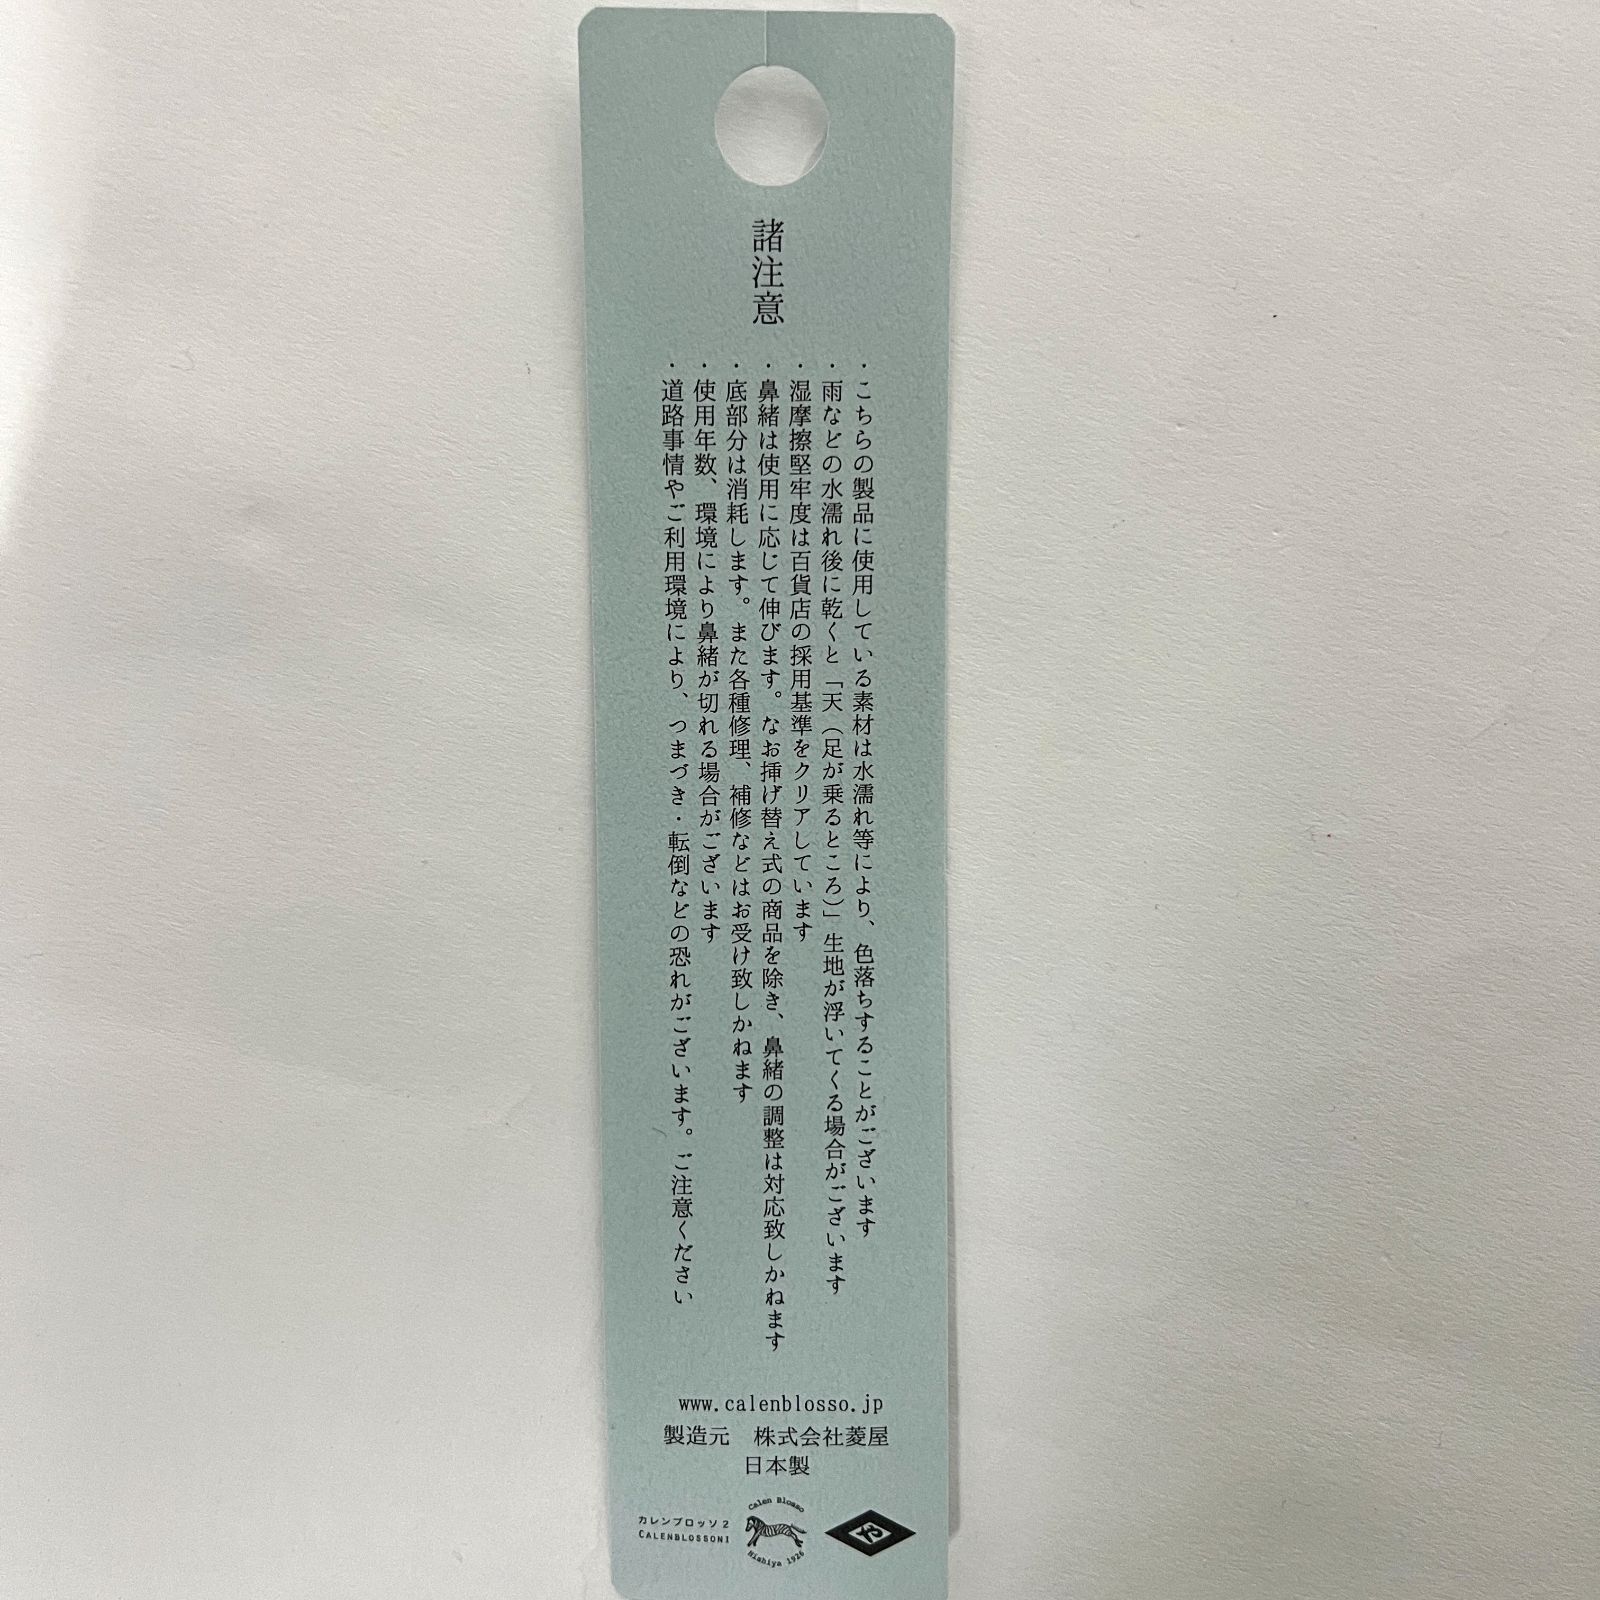 諸注意
・こちらの製品に使用している素材は水濡れ等により、色落ちすることがございます
・雨などの水濡れ後に乾くと「天（足が乗るところ）」生地が浮いてくる場合がございます
・湿摩擦堅牢度は百貨店の採用基準をクリアしています
・鼻緒は使用に応じて伸びます。なお挿げ替え式の商品を除き、鼻緒の調整は対応致しかねます
・底部分は消耗します。また各種修理、補修などはお受け致しかねます
・使用年数、環境により鼻緒が切れる場合がございます
・道路事情やご利用環境により、つまづき・転倒などの恐れがございます。ご注意ください
www.calenblosso.jp
製造元　株式会社菱屋
日本製
カレンブロッソ2
CALENBLOSSONI
Calen Blosso
Hishiya 1926
や